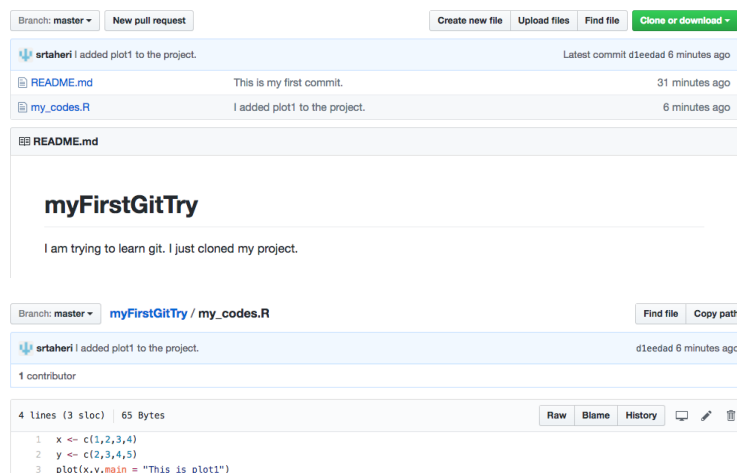 Branch: master New pull request Create new file Upload files Find file Clone or download
srtaheri I added plot1 to the project. Latest commit d1eedad 6 minutes ago
README.md This is my first commit. 31 minutes ago
my_codes.R I added plot1 to the project. 6 minutes ago
README.md
myFirstGitTry
I am trying to learn git. I just cloned my project.
Branch: master myFirstGitTry / my_codes.R Find file Copy path
srtaheri I added plot1 to the project. d1eedad 6 minutes ago
1 contributor
4 lines (3 sloc) 65 Bytes Raw Blame History
1 x <- c(1,2,3,4)
2 y <- c(2,3,4,5)
3 plot(x,y,main = "This is plot1")